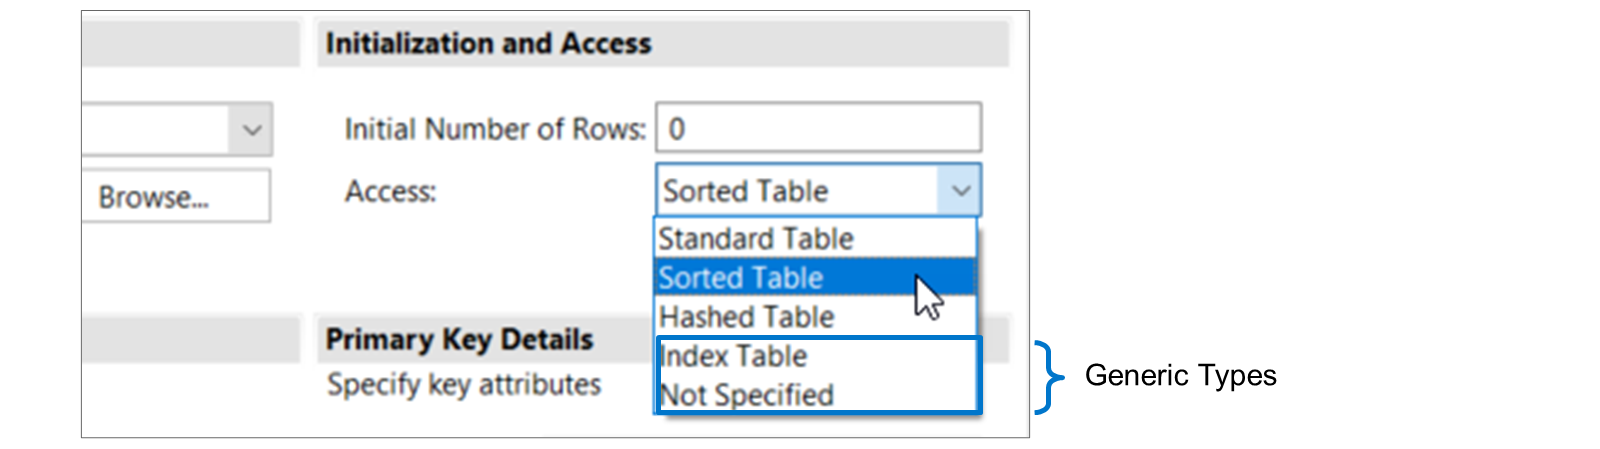 Initialization and Access
Initial Number of Rows: 0
Browse...
Access: Sorted Table
Standard Table
Sorted Table
Hashed Table
Primary Key Details
Index Table
Generic Types
Specify key attributes
Not Specified